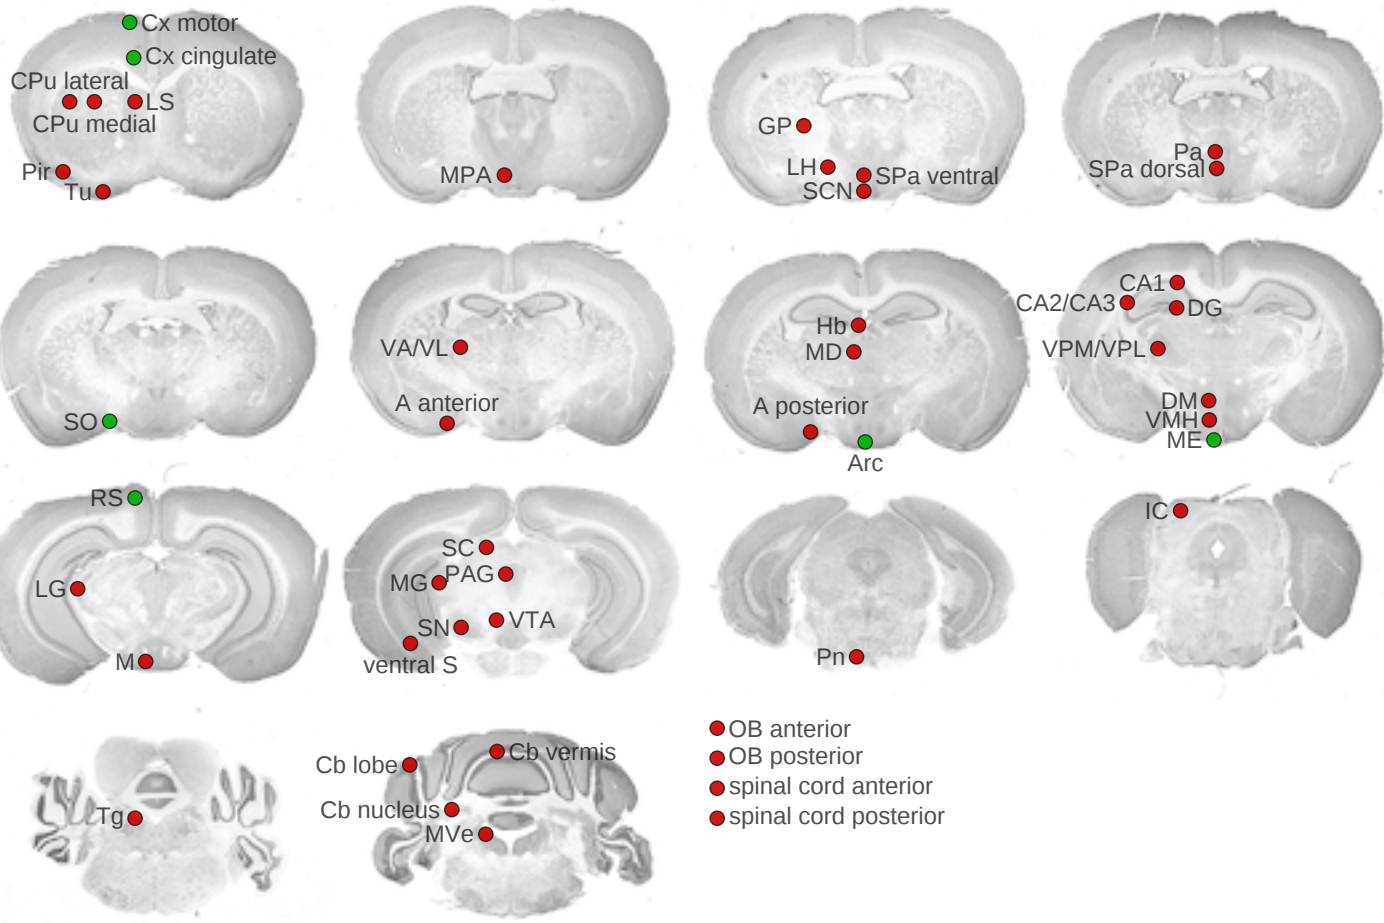 Cx motor
Cx cingulate
CPu lateral
LS
CPu medial
Pir
Tu
MPA
GP
LH
SPa ventral
SCN
Pa
SPa dorsal
SO
VA/VL
A anterior
Hb
MD
A posterior
Arc
CA1
CA2/CA3
DG
VPM/VPL
DM
VMH
ME
RS
LG
M
SC
MG
PAG
SN
VTA
ventral S
Pn
IC
Tg
Cb vermis
Cb lobe
Cb nucleus
MVe
OB anterior
OB posterior
spinal cord anterior
spinal cord posterior